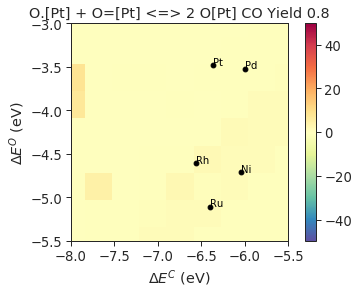 O.[Pt] + O=[Pt] <=> 2 O[Pt] CO Yield 0.8
−3.0
−3.5
−4.0
−4.5
−5.0
−5.5
ΔE^O (eV)
Pt
Pd
Rh
Ni
Ru
−8.0 −7.5 −7.0 −6.5 −6.0 −5.5
ΔE^C (eV)
40
20
0
−20
−40